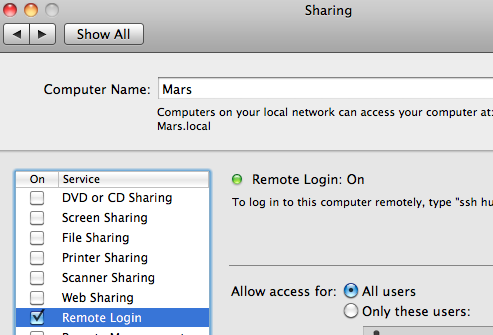 Sharing
Show All
Computer Name: Mars
Computers on your local network can access your computer at:
Mars.local
On Service
DVD or CD Sharing
Screen Sharing
File Sharing
Printer Sharing
Scanner Sharing
Web Sharing
Remote Login
Remote Login: On
To log in to this computer remotely, type "ssh hu
Allow access for: All users
Only these users: